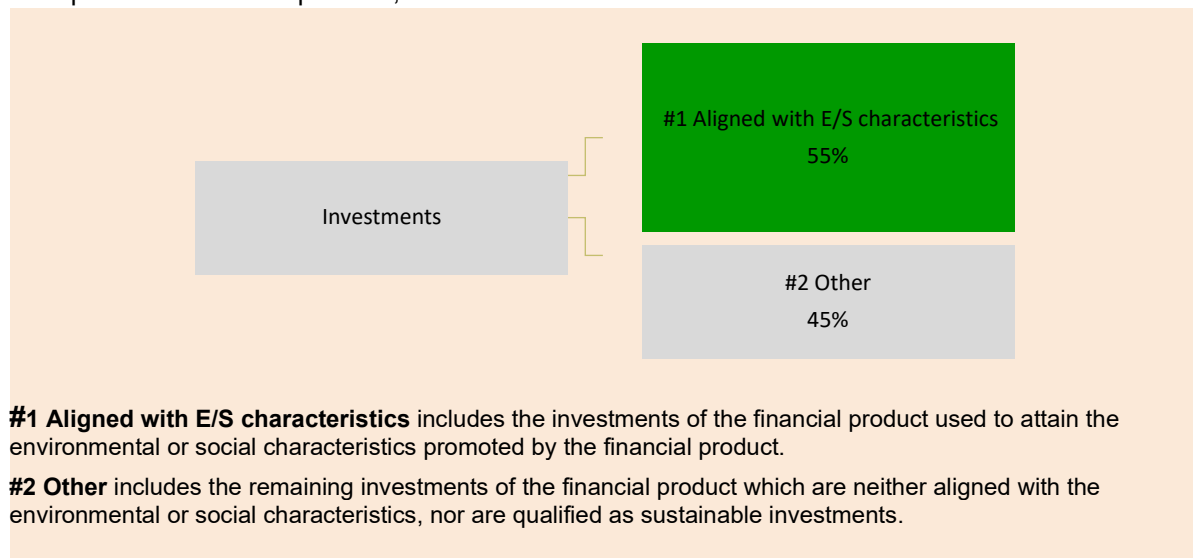 #1 Aligned with E/S characteristics
55%
Investments
#2 Other
45%
#1 Aligned with E/S characteristics includes the investments of the financial product used to attain the
environmental or social characteristics promoted by the financial product.
#2 Other includes the remaining investments of the financial product which are neither aligned with the
environmental or social characteristics, nor are qualified as sustainable investments.